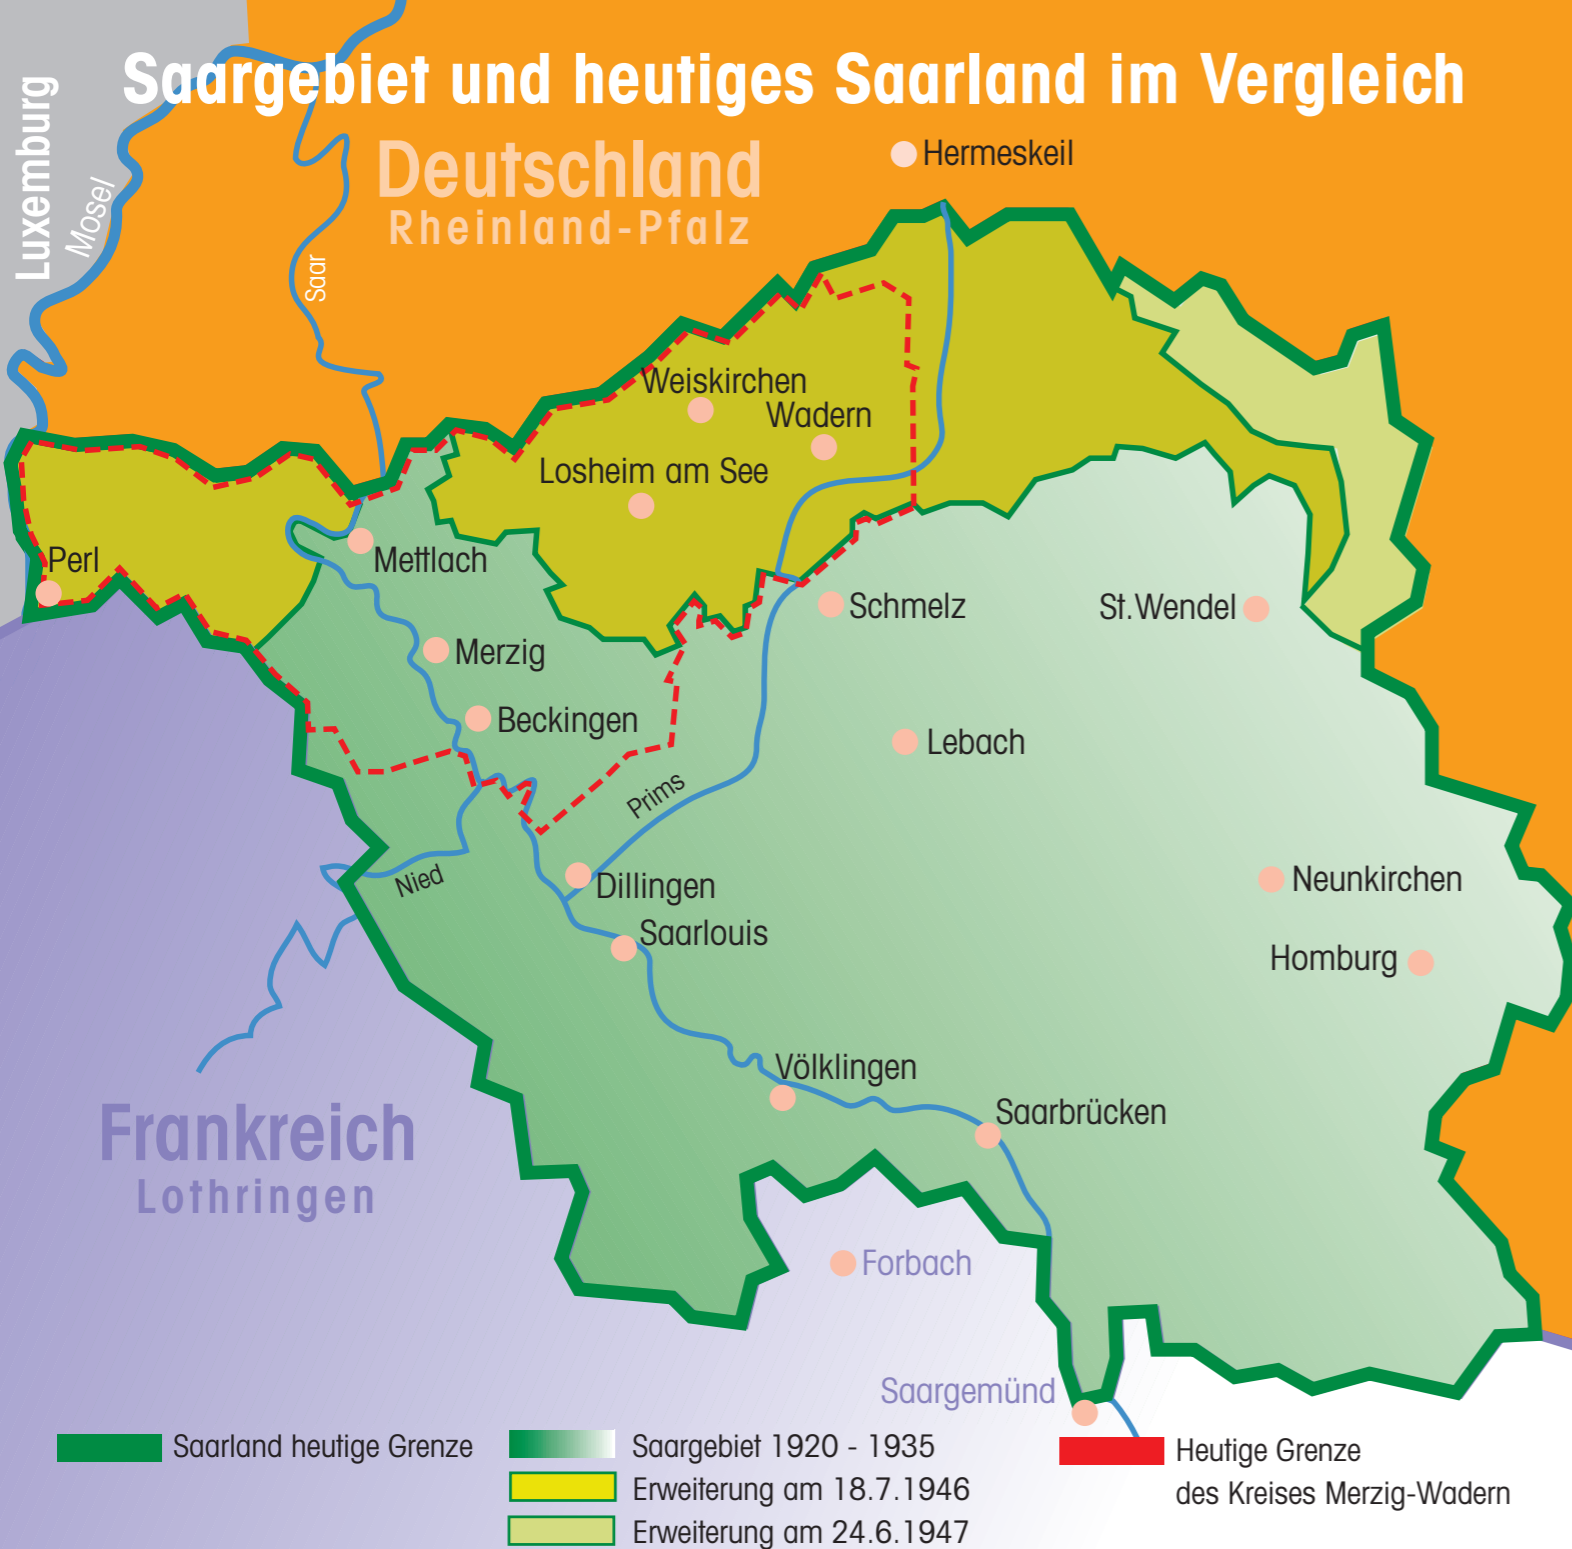 Saargebiet und heutiges Saarland im Vergleich
Luxemburg
Mosel
Deutschland
Rheinland-Pfalz
Hermeskeil
Saar
Weiskirchen
Wadern
Losheim am See
Perl
Mettlach
Schmelz
St.Wendel
Merzig
Beckingen
Lebach
Prims
Nied
Dillingen
Neunkirchen
Saarlouis
Homburg
Völklingen
Saarbrücken
Frankreich
Lothringen
Forbach
Saargemünd
Saarland heutige Grenze
Saargebiet 1920 - 1935
Erweiterung am 18.7.1946
Erweiterung am 24.6.1947
Heutige Grenze
des Kreises Merzig-Wadern